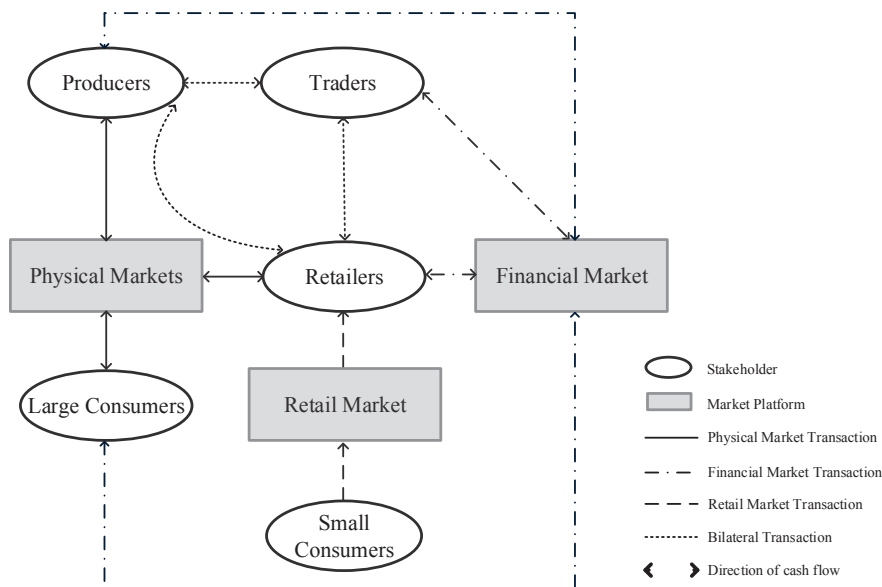 Producers
Traders
Physical Markets
Retailers
Financial Market
Large Consumers
Retail Market
Small
Consumers
Stakeholder
Market Platform
Physical Market Transaction
Financial Market Transaction
Retail Market Transaction
Bilateral Transaction
Direction of cash flow